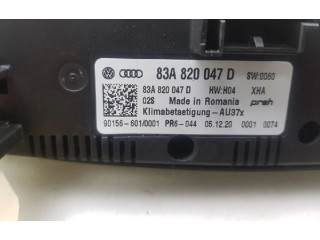 83A 820 047 D SW:0060
83A 820 047 D HW:H04 XHA
02S Made in Romania preh
Klimabetaetigung-AU37x
90156-601/0001 PR6-044 05.12.20 0001 0074